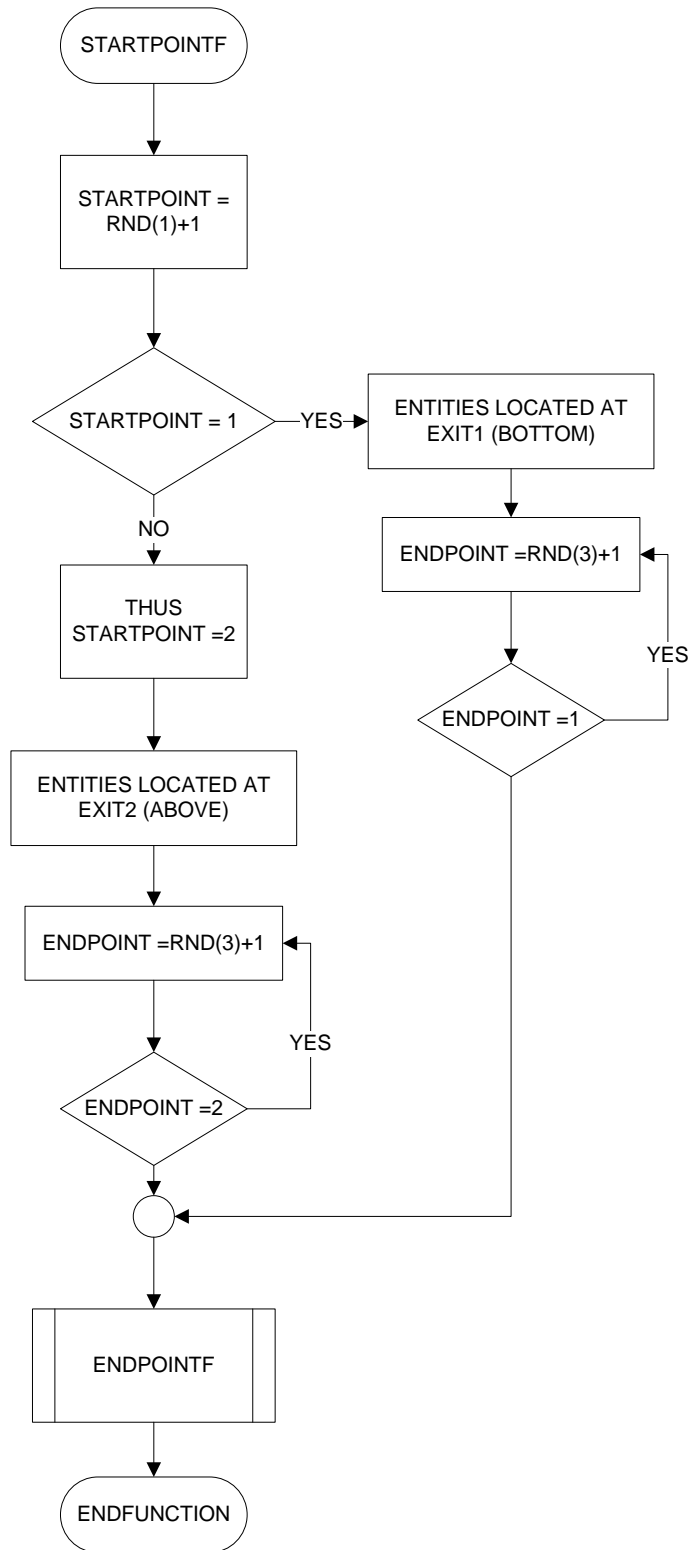 STARTPOINTF
STARTPOINT =
RND(1)+1
STARTPOINT = 1
YES
ENTITIES LOCATED AT
EXIT1 (BOTTOM)
NO
ENDPOINT =RND(3)+1
THUS
STARTPOINT =2
YES
ENDPOINT =1
ENTITIES LOCATED AT
EXIT2 (ABOVE)
ENDPOINT =RND(3)+1
YES
ENDPOINT =2
ENDPOINTF
ENDFUNCTION